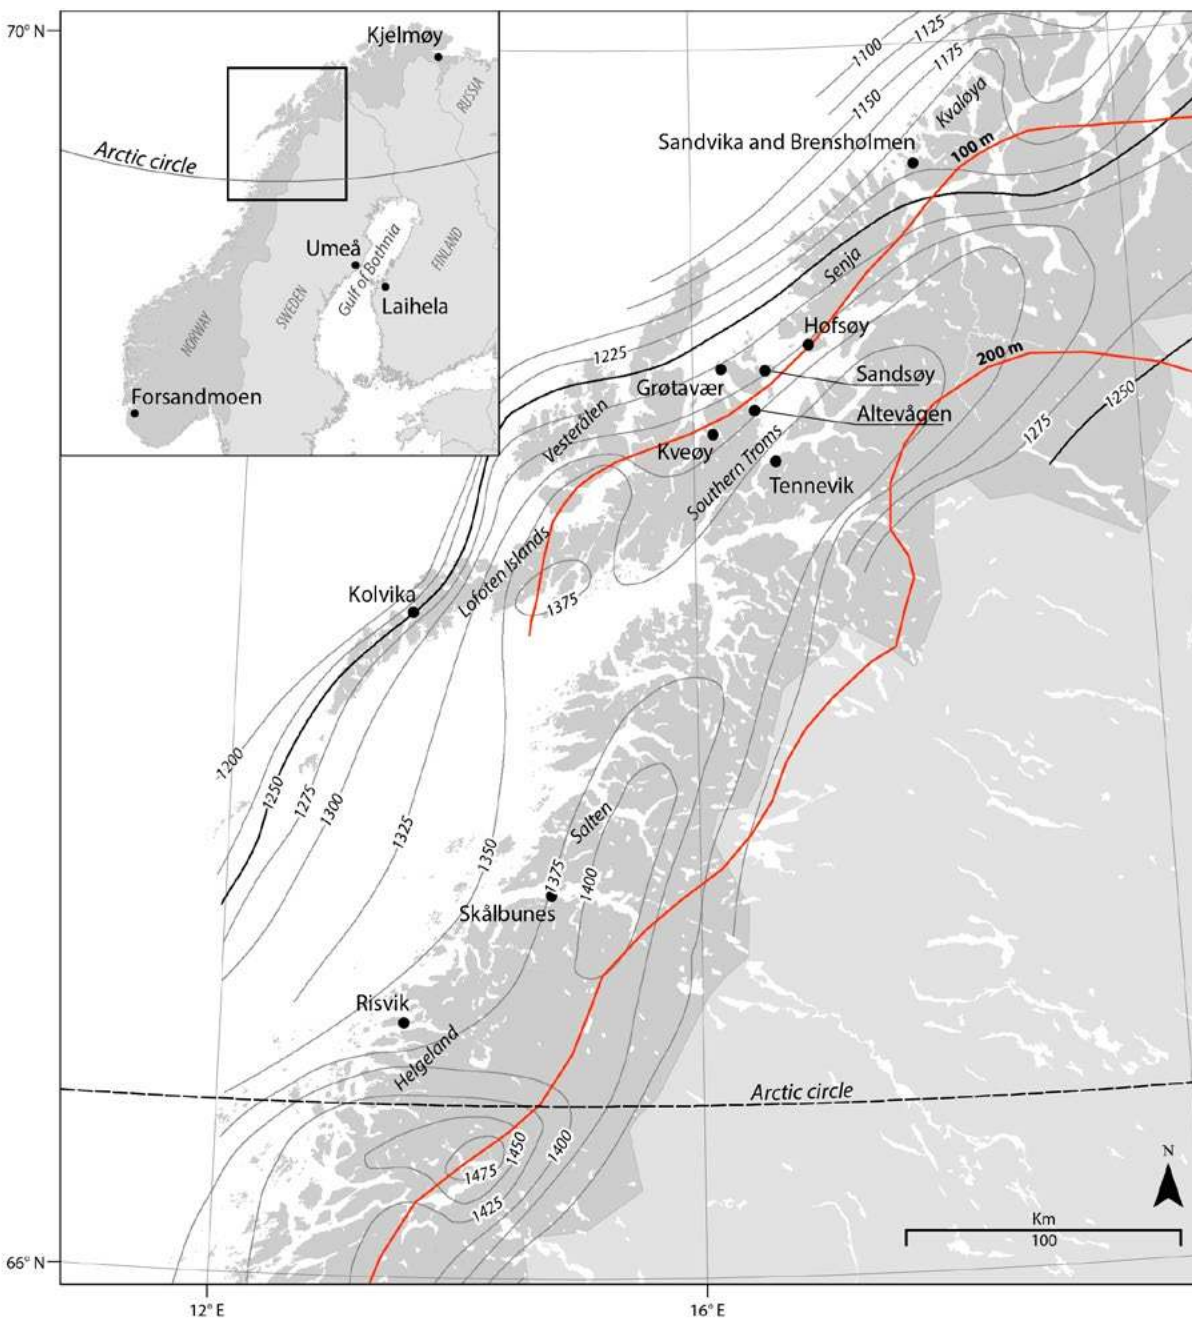 70° N
Kjelmøy
RUSSIA
Arctic circle
Umeå
Gulf of Bothnia
FINLAND
Laihela
SWEDEN
NORWAY
Forsandmoen
1100
1125
1175
1150
Kvaløya
Sandvika and Brensholmen
100 m
Senja
Hofsøy
1225
200 m
Grøtavær
Sandsøy
1250
Altevågen
1275
Vesterålen
Kveøy
Southern Troms
Tennevik
Lofoten Islands
Kolvika
1375
1200
1250
1275
1300
1325
1350
Salten
1375
1400
Skålbunes
Risvik
Helgeland
Arctic circle
1450
1400
1475
1425
N
Km
100
66° N
12° E
16° E